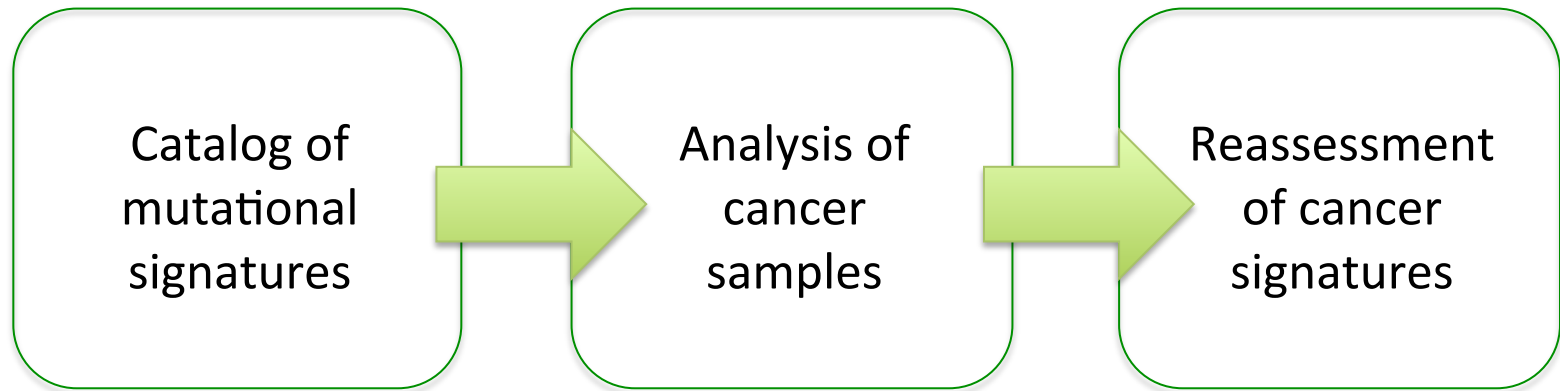 Catalog of
mutational
signatures
Analysis of
cancer
samples
Reassessment
of cancer
signatures